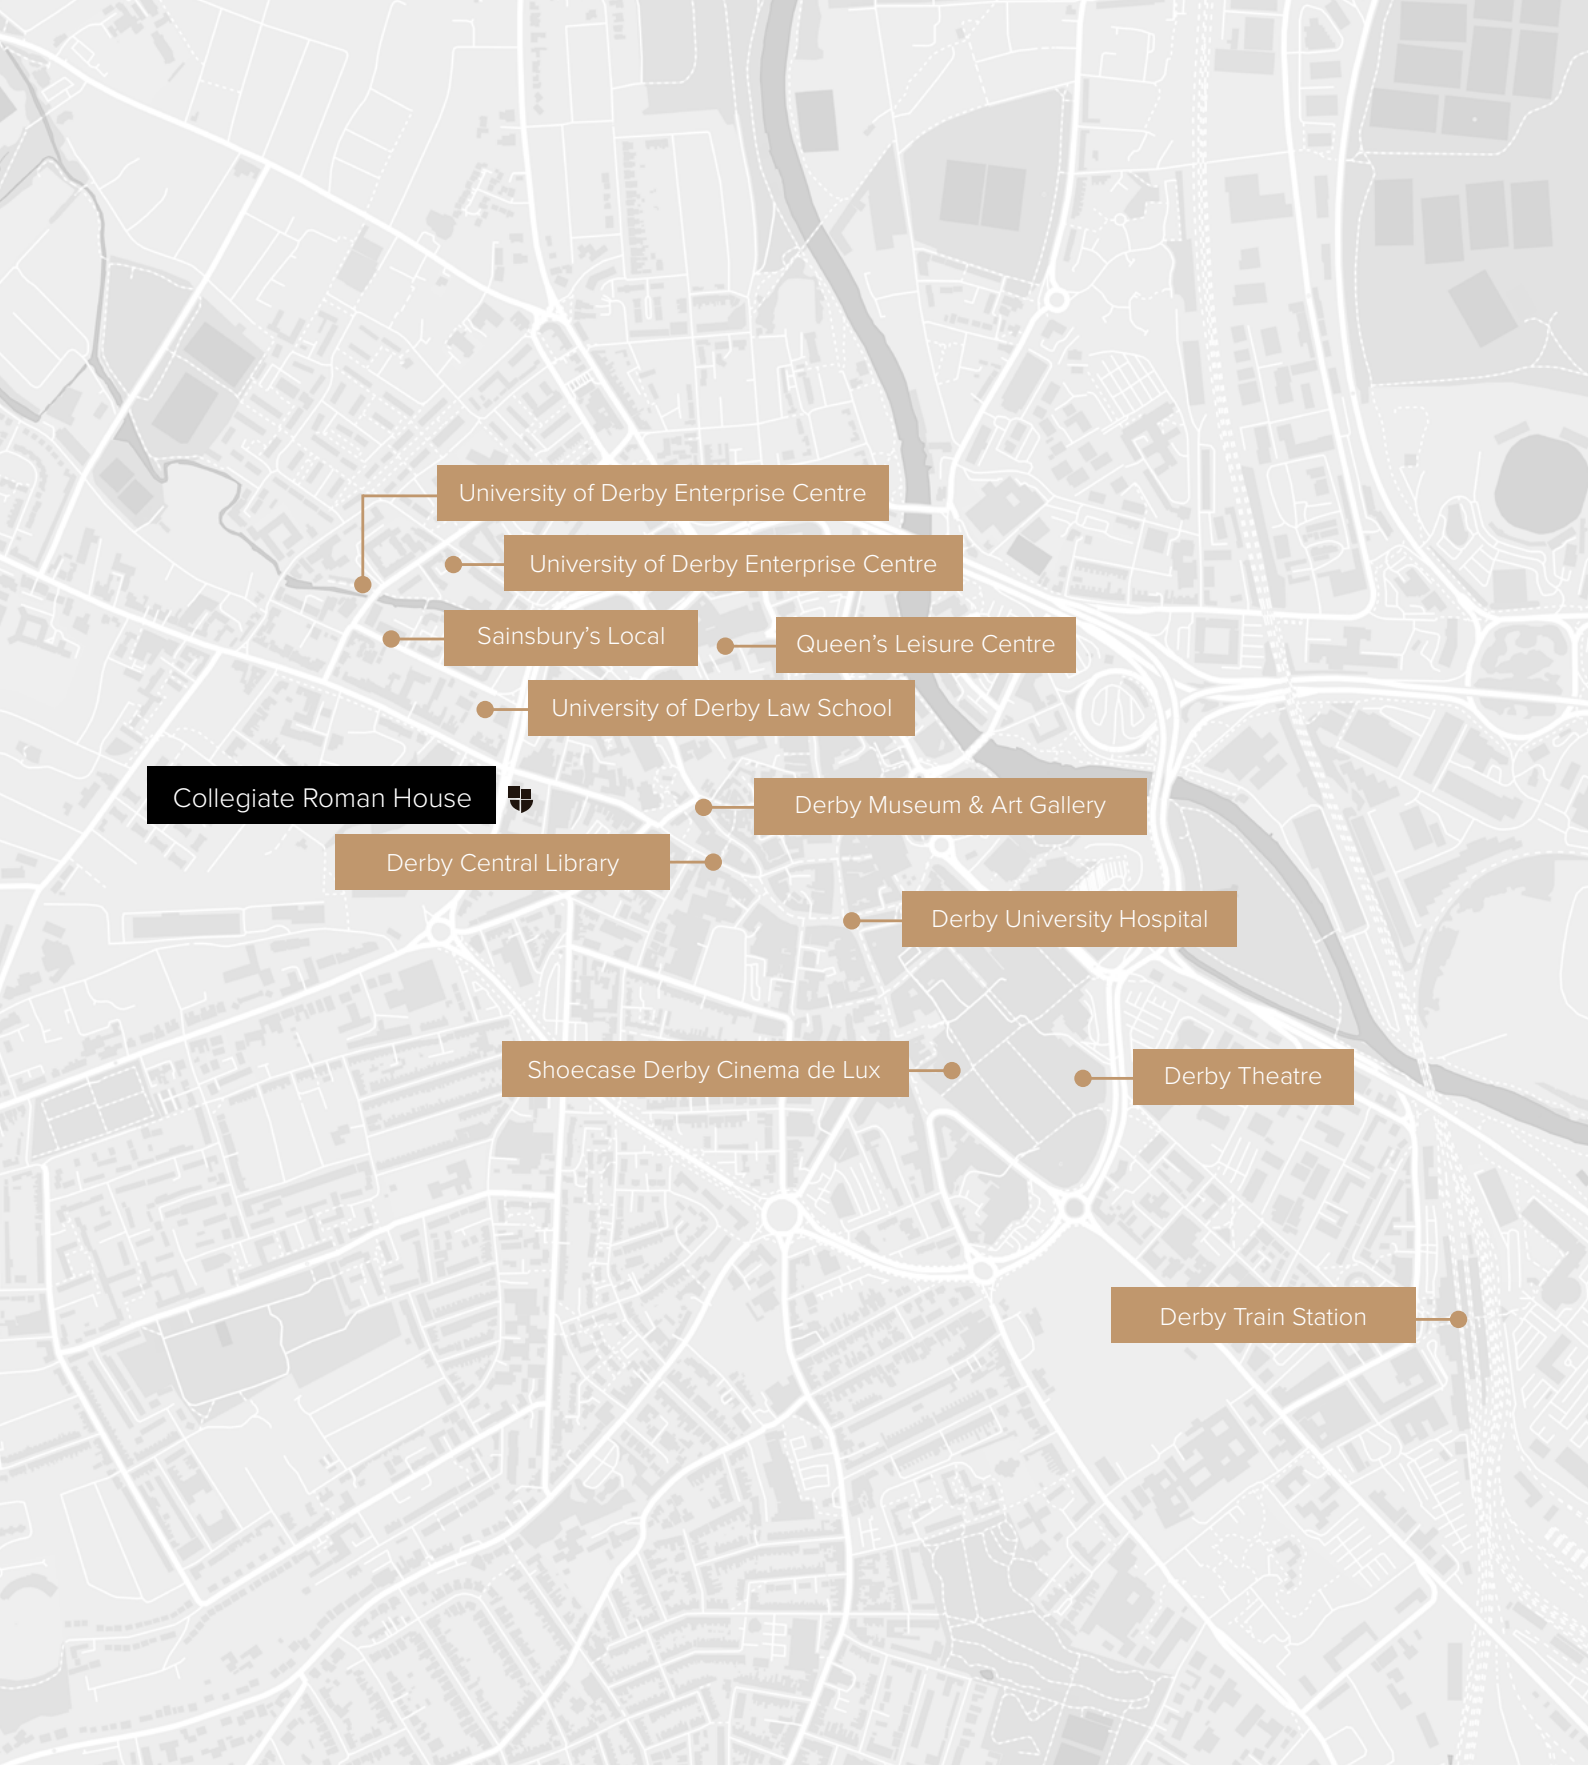 University of Derby Enterprise Centre
University of Derby Enterprise Centre
Sainsbury’s Local
Queen’s Leisure Centre
University of Derby Law School
Collegiate Roman House
Derby Museum & Art Gallery
Derby Central Library
Derby University Hospital
Shoecase Derby Cinema de Lux
Derby Theatre
Derby Train Station